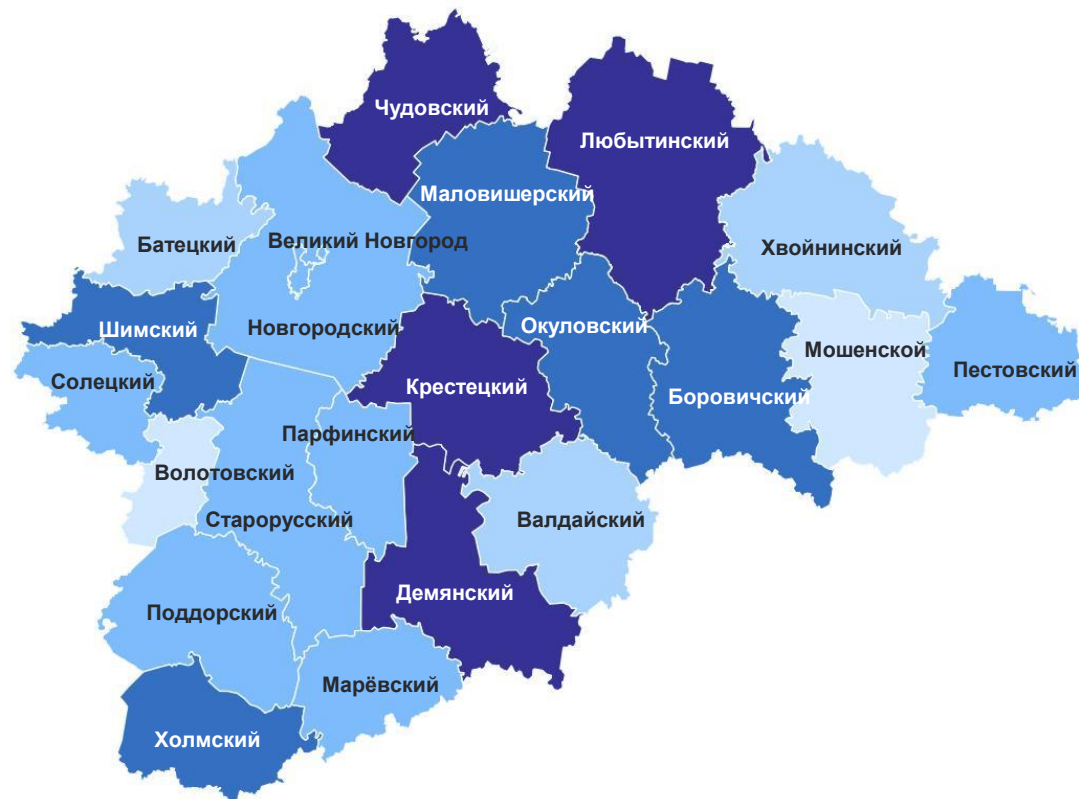 Чудовский
Любытинский
Маловишерский
Батецкий
Великий Новгород
Хвойнинский
Шимский
Новгородский
Окуловский
Мошенской
Солецкий
Крестецкий
Боровичский
Пестовский
Парфинский
Волотовский
Старорусский
Валдайский
Демянский
Поддорский
Марёвский
Холмский